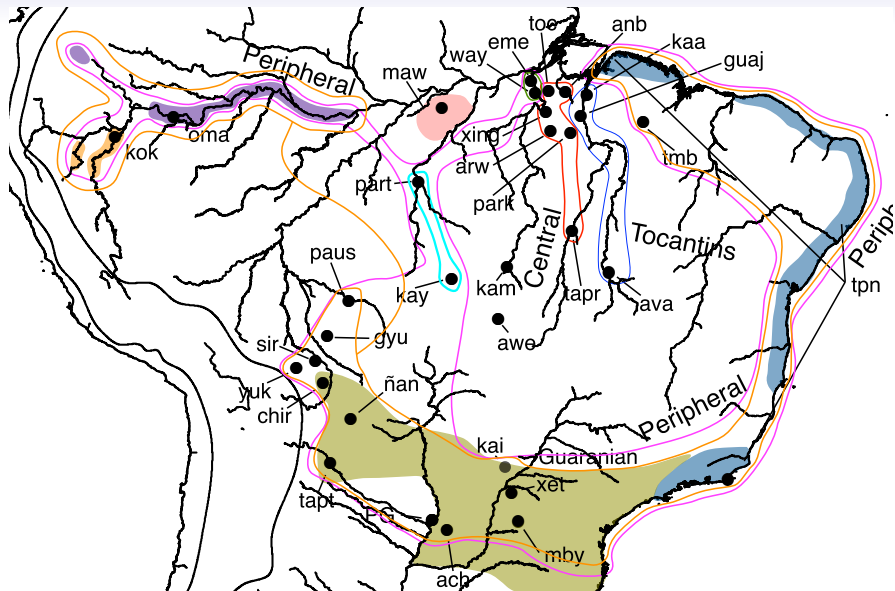 toc
anb
eme
kaa
way
guaj
Peripheral
maw
xing
oma
kok
arw
tmb
part
park
Central
Tocantins
Periph
paus
kay
kam
tapr
ava
tpn
gyu
awe
sir
yuk
ñan
chir
Peripheral
kai
Guaranian
xet
tapt
PG
mby
ach